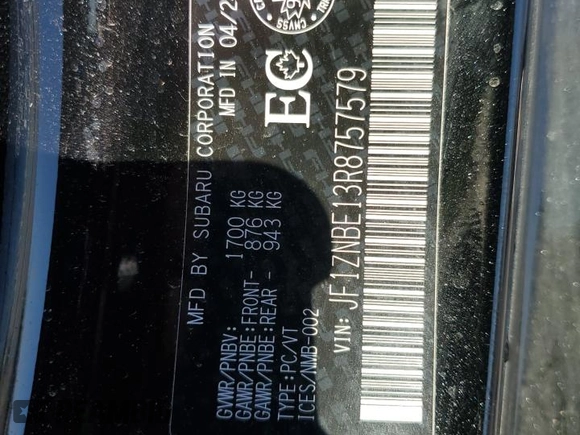 MFD BY SUBARU CORPORATION
MFD IN 04/2
GVWR/PNBV: 1700 KG
GAWR/PNBE:FRONT- 876 KG
GAWR/PNBE:REAR - 943 KG
TYPE:PC/VT
ICES/NMB-002
EC
CMVSS
VIN: JF1ZNBE13R8757579